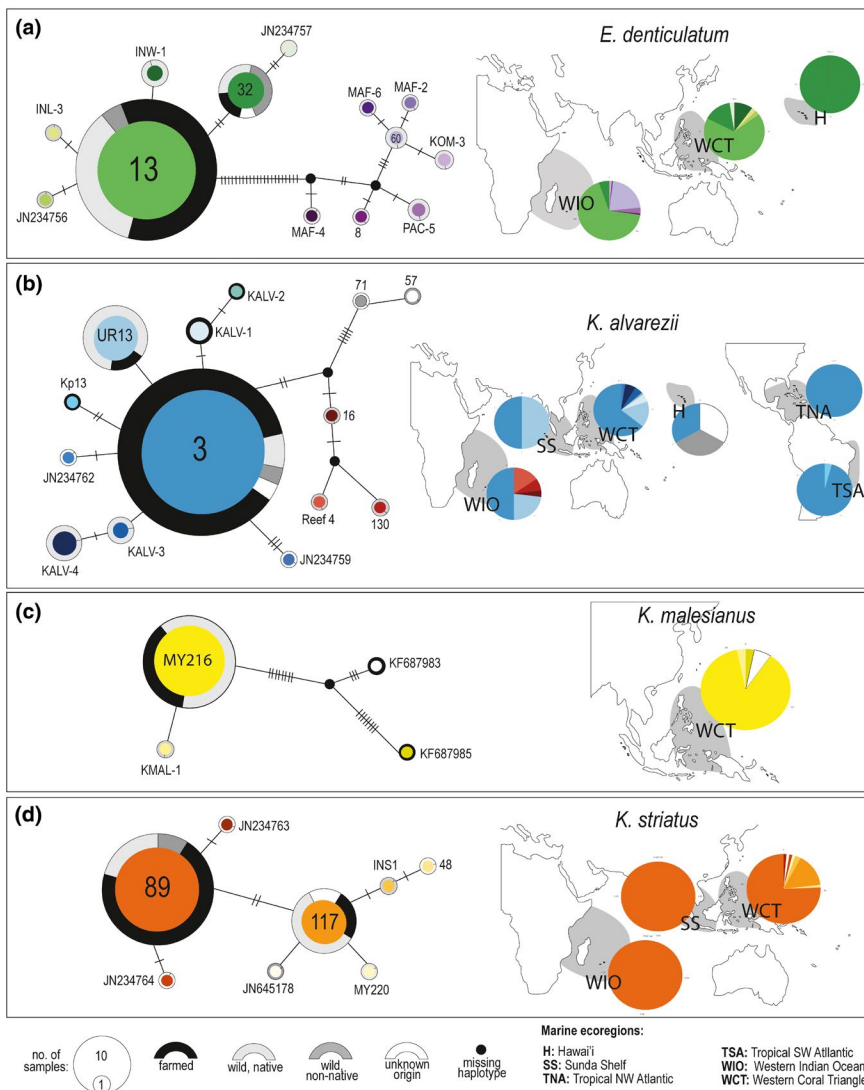 (a)
E. denticulatum
JN234757
INW-1
32
MAF-2
MAF-6
INL-3
60
KOM-3
13
JN234756
MAF-4
8
PAC-5
H
WCT
WIO
(b)
K. alvarezii
71
57
KALV-2
KALV-1
UR13
Kp13
16
3
JN234762
Reef 4
130
KALV-3
KALV-4
JN234759
H
TNA
SS
WCT
WIO
TSA
(c)
K. malesianus
MY216
KF687983
KF687985
KMAL-1
WCT
(d)
K. striatus
JN234763
INS1
48
89
117
JN234764
JN645178
MY220
WCT
SS
WIO
no. of
samples:
10
1
farmed
wild, native
wild,
non-native
unknown
origin
missing
haplotype
Marine ecoregions:
H: Hawai'i
SS: Sunda Shelf
TNA: Tropical NW Atlantic
TSA: Tropical SW Atllantic
WIO: Western Indian Ocean
WCT: Western Coral Triangle